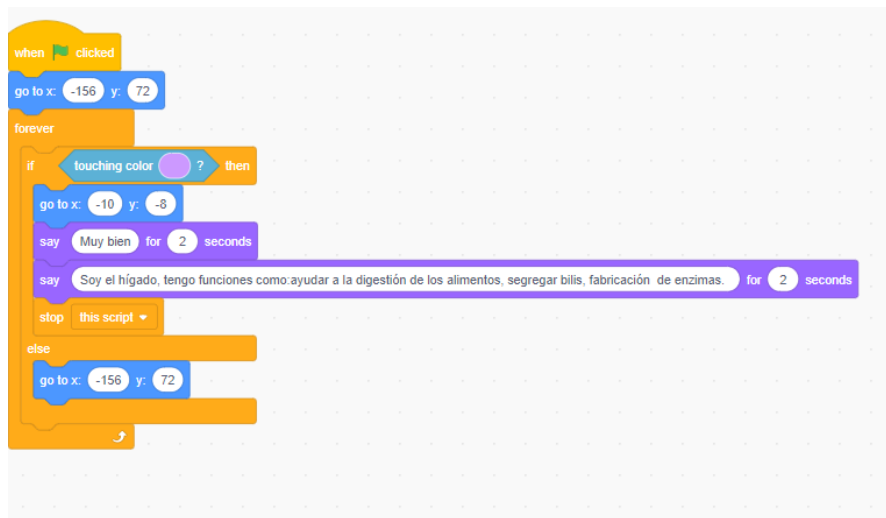 when clicked
go to x: -156 y: 72
forever
if touching color ? then
go to x: -10 y: -8
say Muy bien for 2 seconds
say Soy el hígado, tengo funciones como:ayudar a la digestión de los alimentos, segregar bilis, fabricación de enzimas. for 2 seconds
stop this script
else
go to x: -156 y: 72